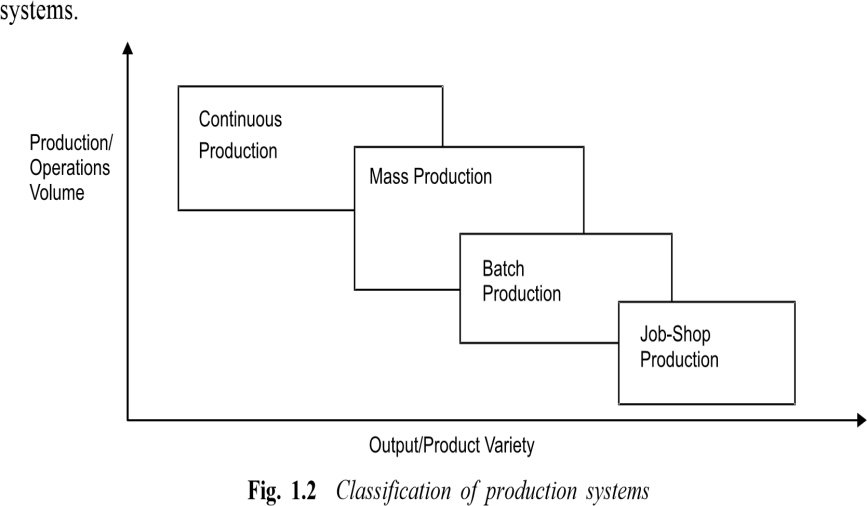 systems.
Production/
Operations
Volume
Continuous
Production
Mass Production
Batch
Production
Job-Shop
Production
Output/Product Variety
Fig. 1.2 Classification of production systems